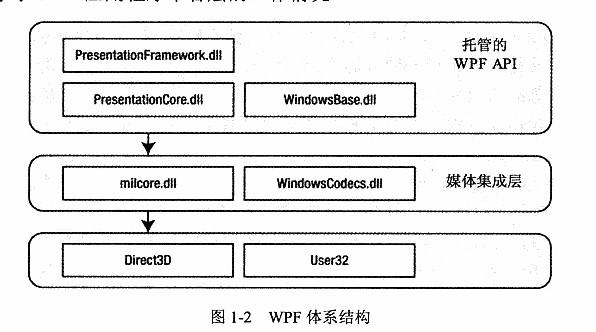 托管的
WPF API
PresentationFramework.dll
PresentationCore.dll
WindowsBase.dll
milcore.dll
WindowsCodecs.dll
媒体集成层
Direct3D
User32
图 1-2 WPF 体系结构